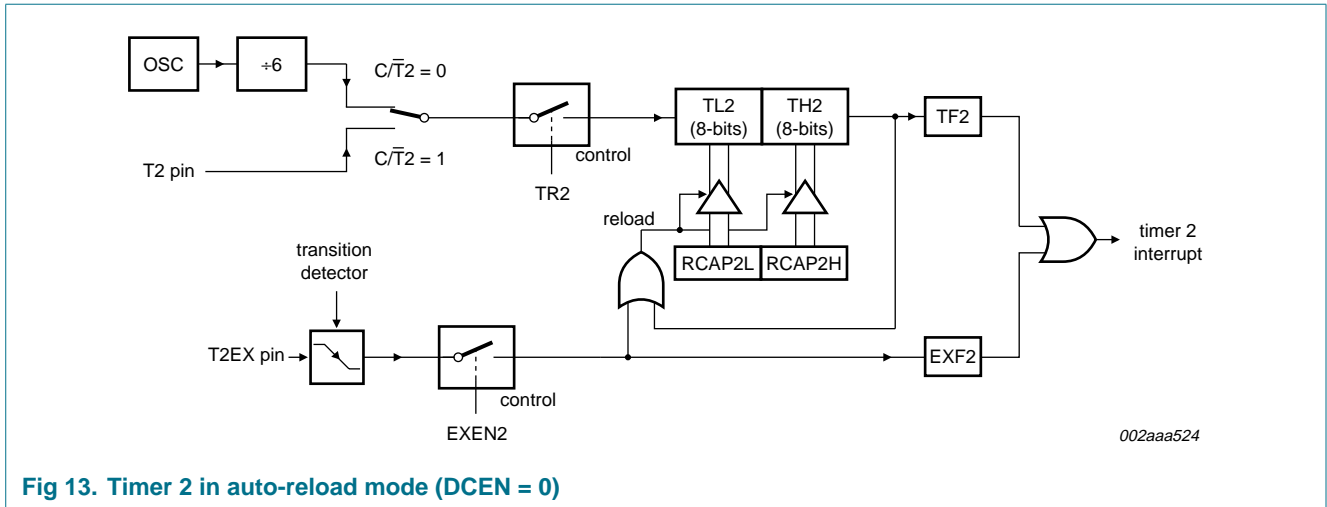 OSC
÷6
C/T̅2 = 0
C/T̅2 = 1
T2 pin
TR2
control
TL2
(8-bits)
TH2
(8-bits)
TF2
reload
RCAP2L
RCAP2H
timer 2
interrupt
transition
detector
T2EX pin
EXEN2
control
EXF2
002aaa524
Fig 13. Timer 2 in auto-reload mode (DCEN = 0)